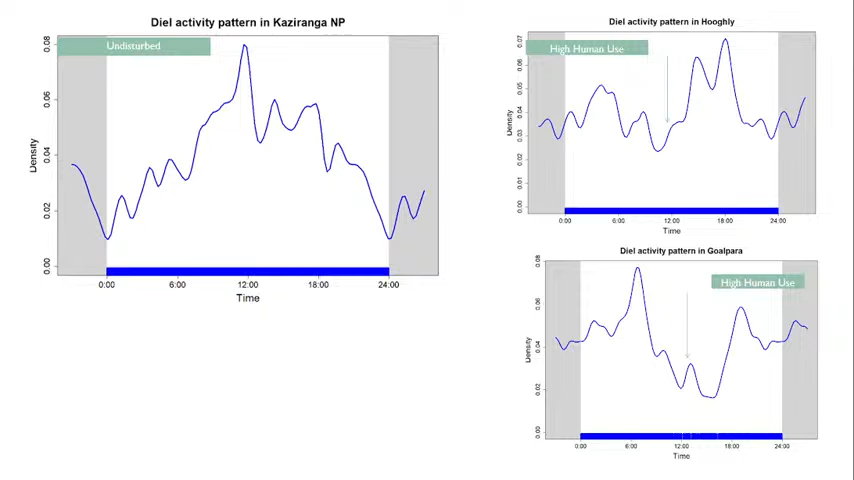 Diel activity pattern in Kaziranga NP
Undisturbed
0.08
0.06
0.04
0.02
0.00
Density
0:00 6:00 12:00 18:00 24:00
Time
Diel activity pattern in Hooghly
High Human Use
0.07
0.06
0.05
0.04
0.03
0.02
0.01
0.00
Density
0:00 6:00 12:00 18:00 24:00
Time
Diel activity pattern in Goalpara
High Human Use
0.08
0.06
0.04
0.02
0.00
Density
0:00 6:00 12:00 18:00 24:00
Time